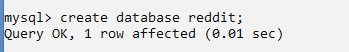 mysql> create database reddit;
Query OK, 1 row affected (0.01 sec)